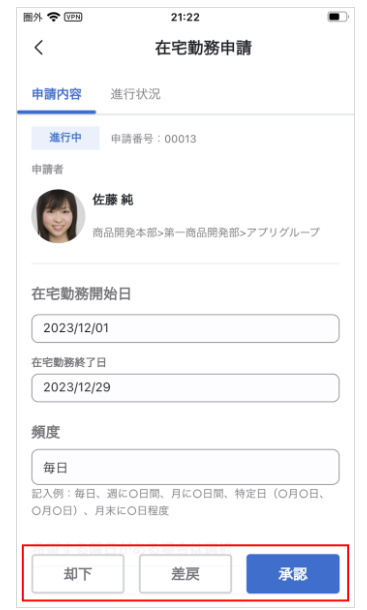 圏外 VPN 21:22
在宅勤務申請
申請内容 進行状況
進行中 申請番号：00013
申請者
佐藤 純
商品開発本部>第一商品開発部>アプリグループ
在宅勤務開始日
2023/12/01
在宅勤務終了日
2023/12/29
頻度
毎日
記入例：毎日、週に〇日間、月に〇日間、特定日（〇月〇日、
〇月〇日）、月末に〇日程度
却下 差戻 承認